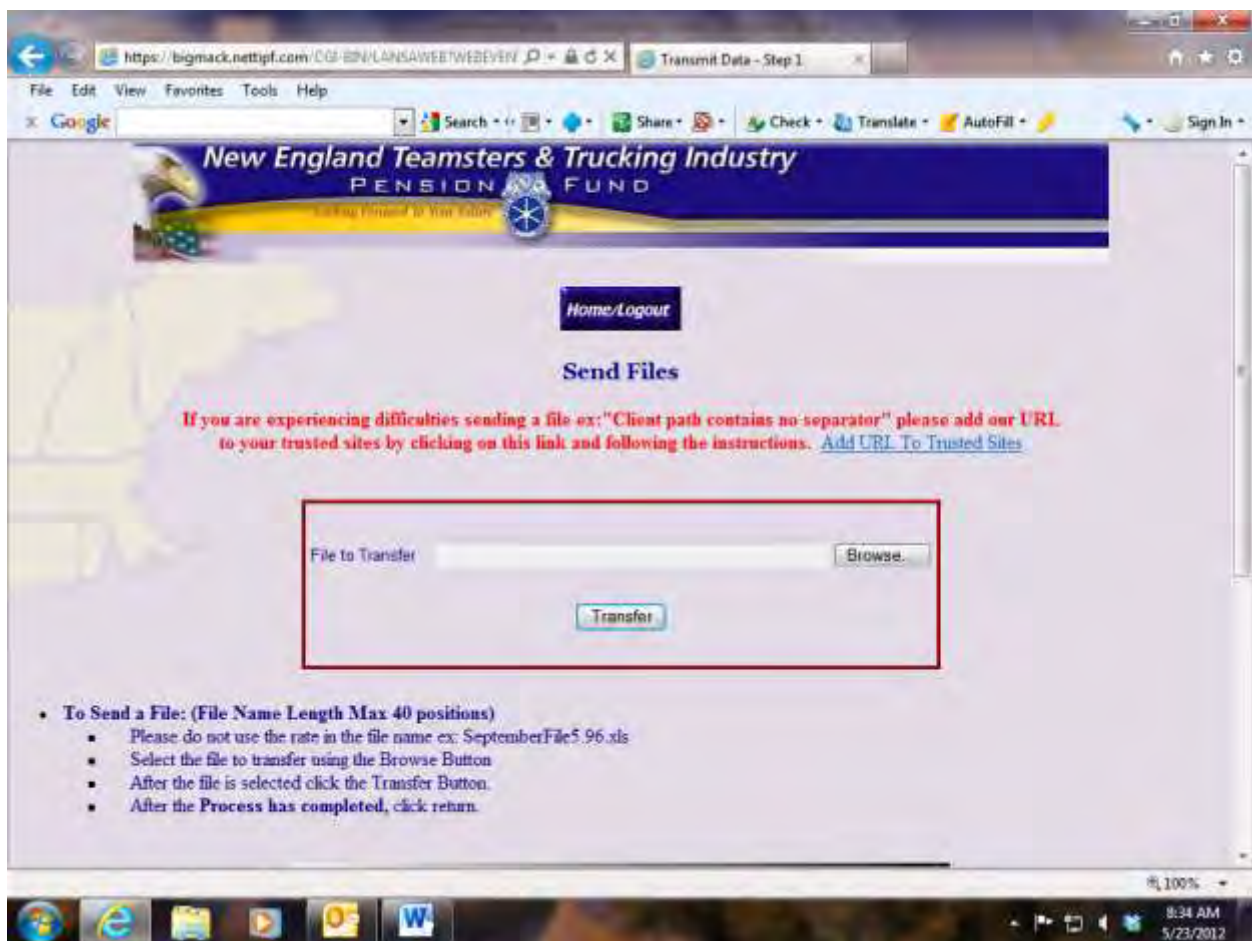 https://bigmack.nettipf.com/CGI-BIN/LANSAWEB?WEBEVEN
Transmit Data - Step 1
File Edit View Favorites Tools Help
x Google Search Share Check Translate AutoFill Sign In
New England Teamsters & Trucking Industry
PENSION FUND
Looking Forward to Your Future
Home/Logout
Send Files
If you are experiencing difficulties sending a file ex:"Client path contains no separator" please add our URL
to your trusted sites by clicking on this link and following the instructions. Add URL To Trusted Sites
File to Transfer Browse...
Transfer
• To Send a File: (File Name Length Max 40 positions)
▪ Please do not use the rate in the file name ex: SeptemberFile5.96.xls
▪ Select the file to transfer using the Browse Button
▪ After the file is selected click the Transfer Button.
▪ After the Process has completed, click return.
100%
8:34 AM
5/23/2012